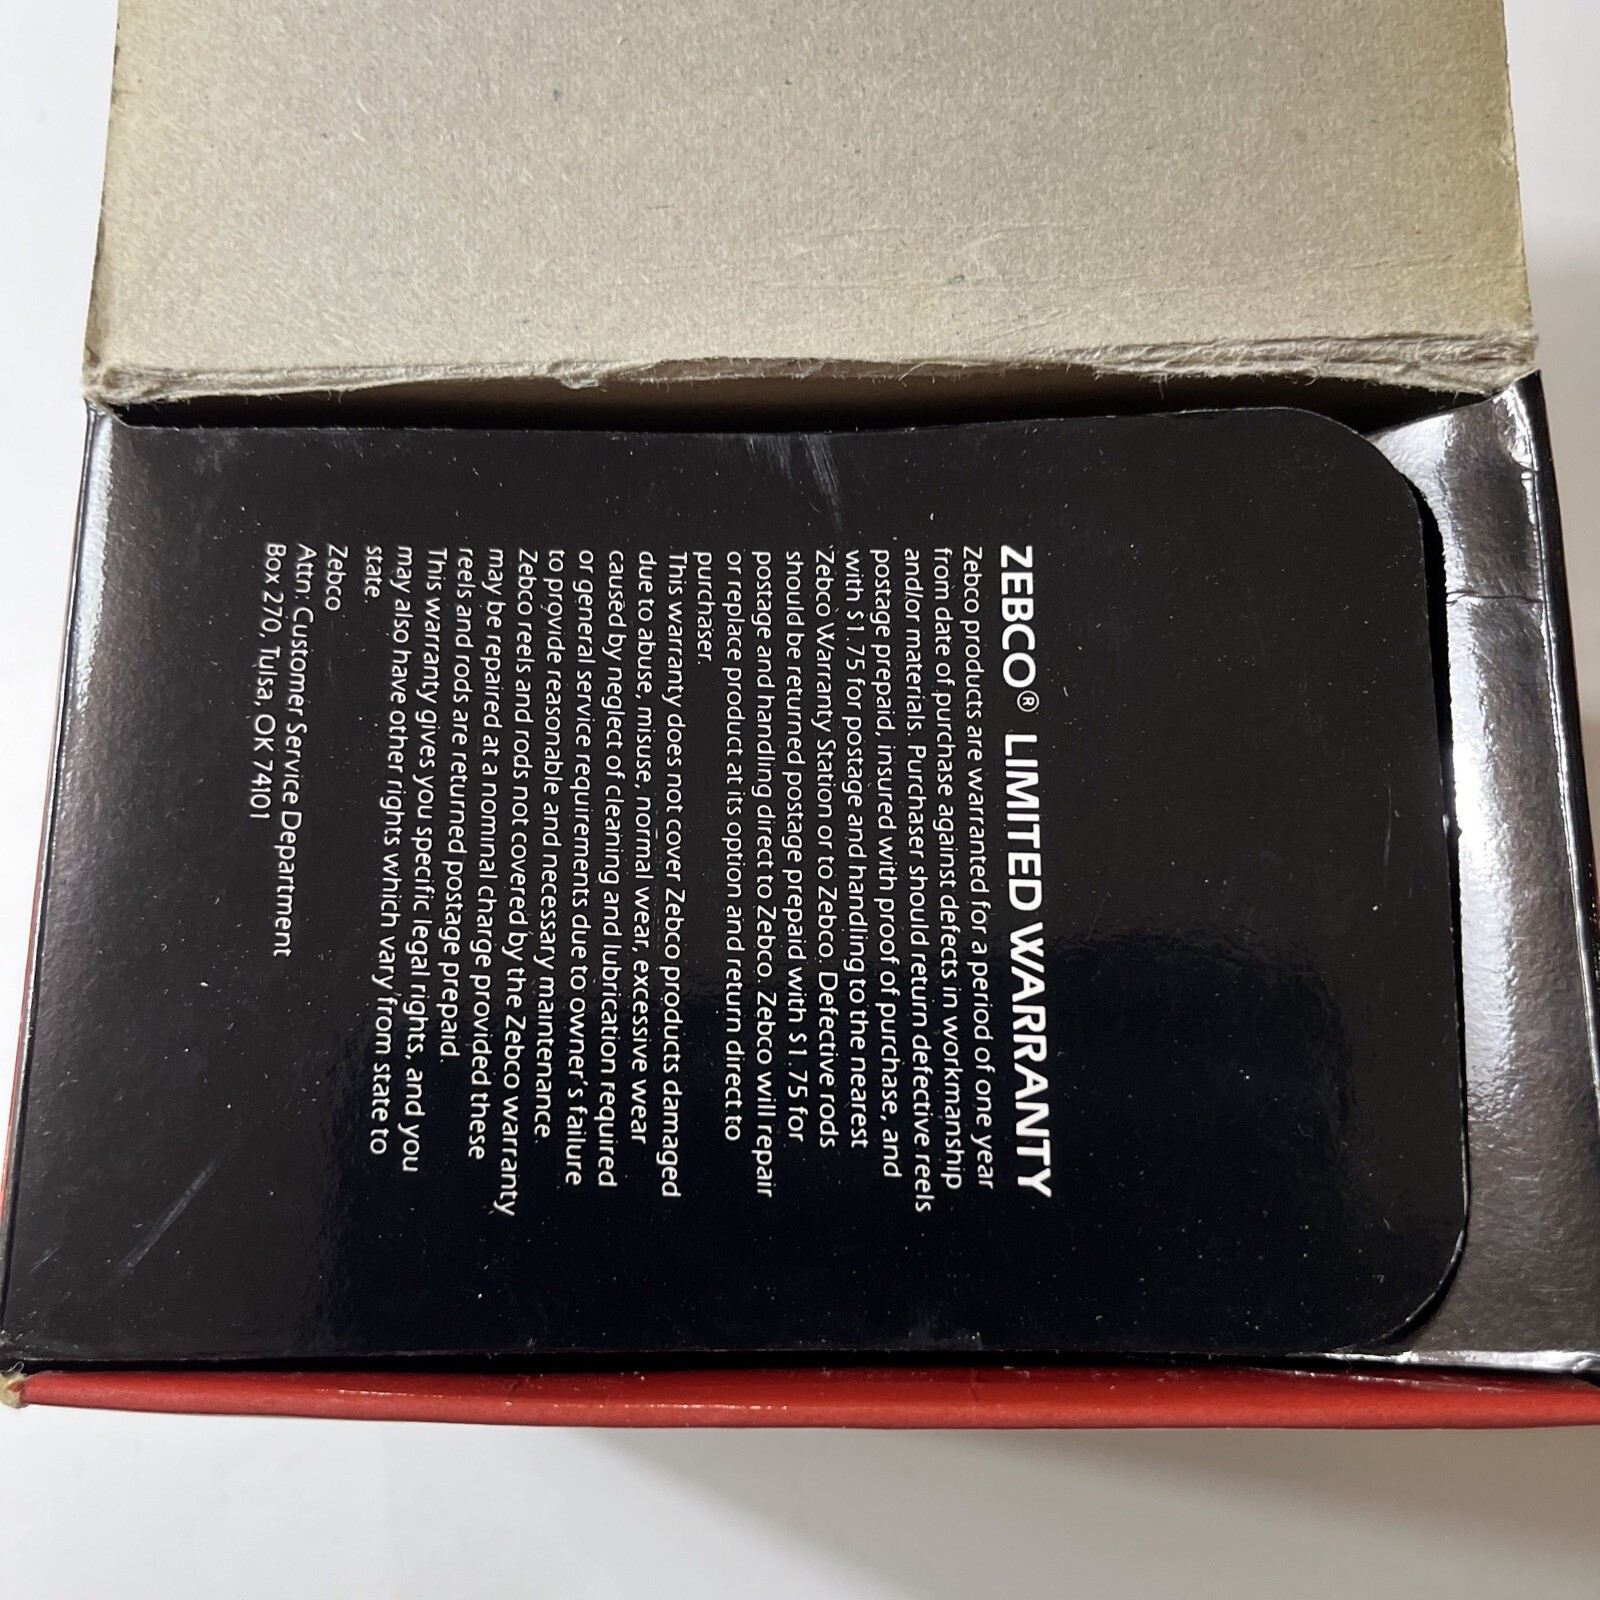 ZEBCO® LIMITED WARRANTY
Zebco products are warranted for a period of one year
from date of purchase against defects in workmanship
and/or materials. Purchaser should return defective reels
postage prepaid, insured with proof of purchase, and
with $1.75 for postage and handling to the nearest
Zebco Warranty Station or to Zebco. Defective rods
should be returned postage prepaid with $1.75 for
postage and handling direct to Zebco. Zebco will repair
or replace product at its option and return direct to
purchaser.
This warranty does not cover Zebco products damaged
due to abuse, misuse, normal wear, excessive wear
caused by neglect of cleaning and lubrication required
or general service requirements due to owner's failure
to provide reasonable and necessary maintenance.
Zebco reels and rods not covered by the Zebco warranty
may be repaired at a nominal charge provided these
reels and rods are returned postage prepaid.
This warranty gives you specific legal rights, and you
may also have other rights which vary from state to
state.
Zebco
Attn: Customer Service Department
Box 270, Tulsa, OK 74101